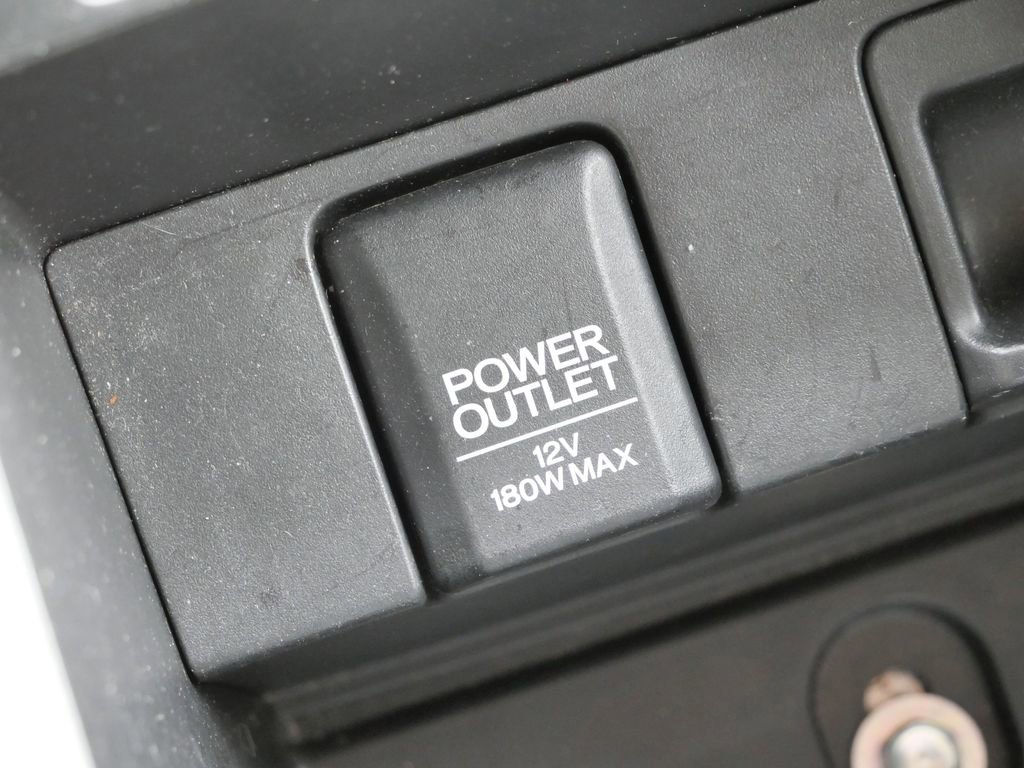 POWER
OUTLET
12V
180W MAX